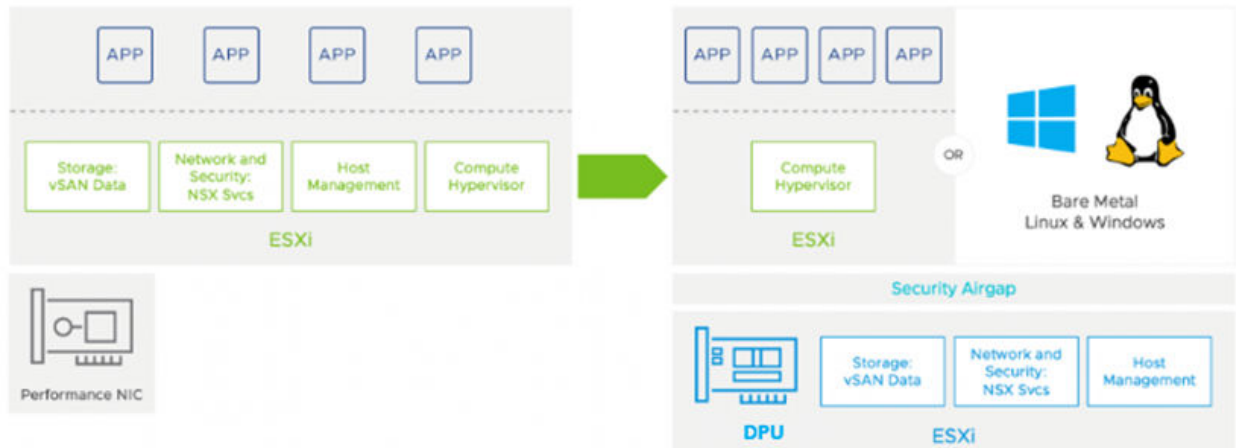 APP
APP
APP
APP
Storage:
vSAN Data
Network and
Security:
NSX Svcs
Host
Management
Compute
Hypervisor
ESXi
Performance NIC
APP
APP
APP
APP
Compute
Hypervisor
ESXi
OR
Bare Metal
Linux & Windows
Security Airgap
DPU
Storage:
vSAN Data
Network and
Security:
NSX Svcs
Host
Management
ESXi